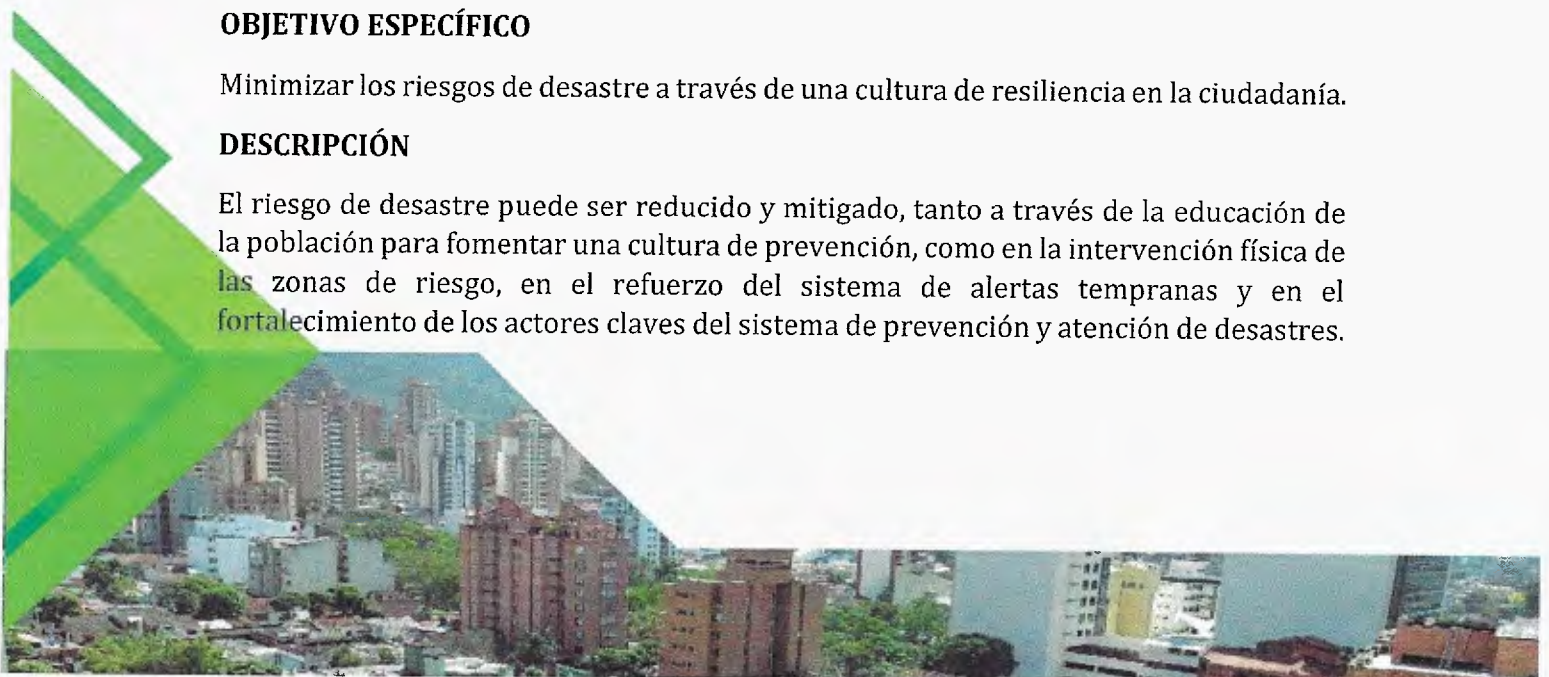 OBJETIVO ESPECÍFICO
Minimizar los riesgos de desastre a través de una cultura de resiliencia en la ciudadanía.
DESCRIPCIÓN
El riesgo de desastre puede ser reducido y mitigado, tanto a través de la educación de
la población para fomentar una cultura de prevención, como en la intervención física de
las zonas de riesgo, en el refuerzo del sistema de alertas tempranas y en el
fortalecimiento de los actores claves del sistema de prevención y atención de desastres.